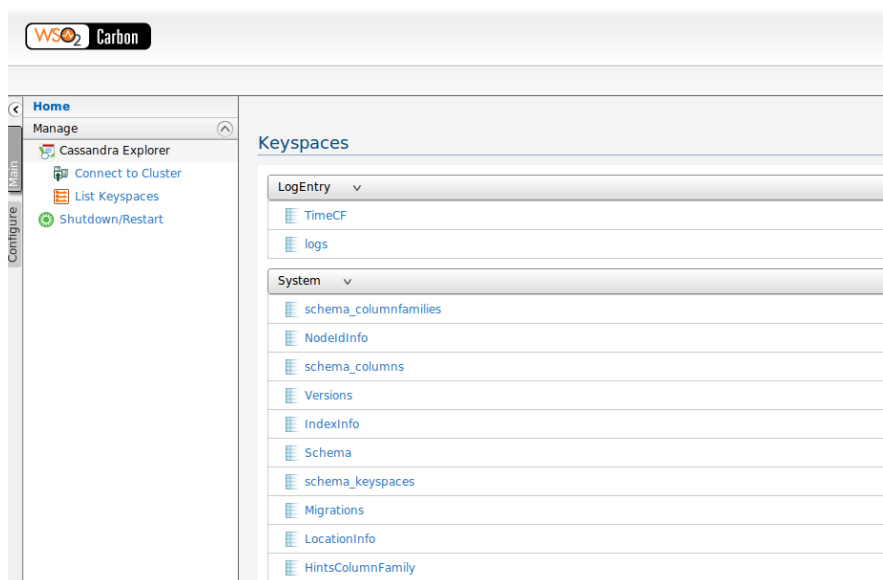 WSO2 Carbon
Home
Manage
Cassandra Explorer
Connect to Cluster
List Keyspaces
Shutdown/Restart
Main
Configure
Keyspaces
LogEntry
TimeCF
logs
System
schema_columnfamilies
NodeIdInfo
schema_columns
Versions
IndexInfo
Schema
schema_keyspaces
Migrations
LocationInfo
HintsColumnFamily